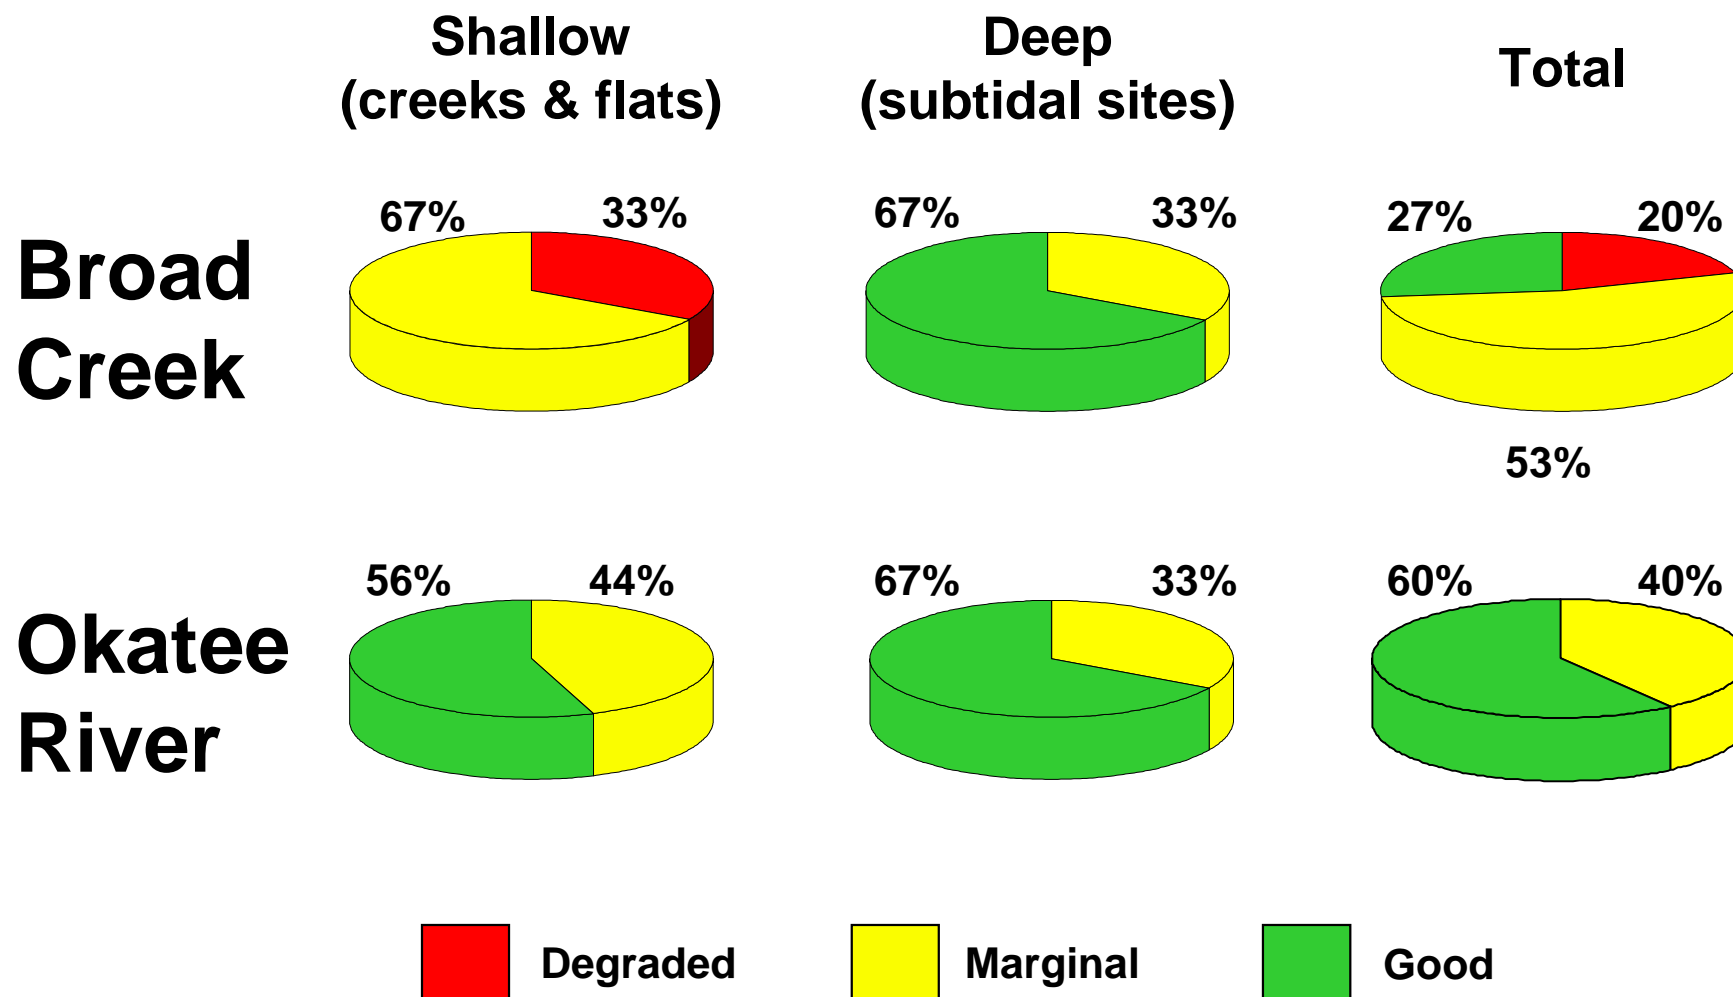 Shallow
(creeks & flats)
Deep
(subtidal sites)
Total
Broad
Creek
67% 33%
67% 33%
27% 20%
53%
Okatee
River
56% 44%
67% 33%
60% 40%
Degraded
Marginal
Good